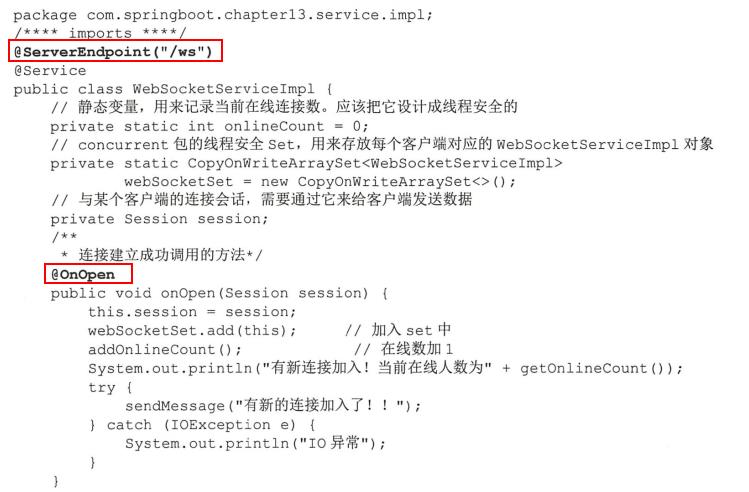 package com.springboot.chapter13.service.impl;
/**** imports ****/
@ServerEndpoint("/ws")
@Service
public class WebSocketServiceImpl {
// 静态变量，用来记录当前在线连接数。应该把它设计成线程安全的
private static int onlineCount = 0;
// concurrent 包的线程安全 Set，用来存放每个客户端对应的 WebSocketServiceImpl 对象
private static CopyOnWriteArraySet<WebSocketServiceImpl>
webSocketSet = new CopyOnWriteArraySet<>();
// 与某个客户端的连接会话，需要通过它来给客户端发送数据
private Session session;
/**
* 连接建立成功调用的方法*/
@OnOpen
public void onOpen(Session session) {
this.session = session;
webSocketSet.add(this); // 加入 set 中
addOnlineCount(); // 在线数加 1
System.out.println("有新连接加入！当前在线人数为" + getOnlineCount());
try {
sendMessage("有新的连接加入了！！");
} catch (IOException e) {
System.out.println("IO 异常");
}
}